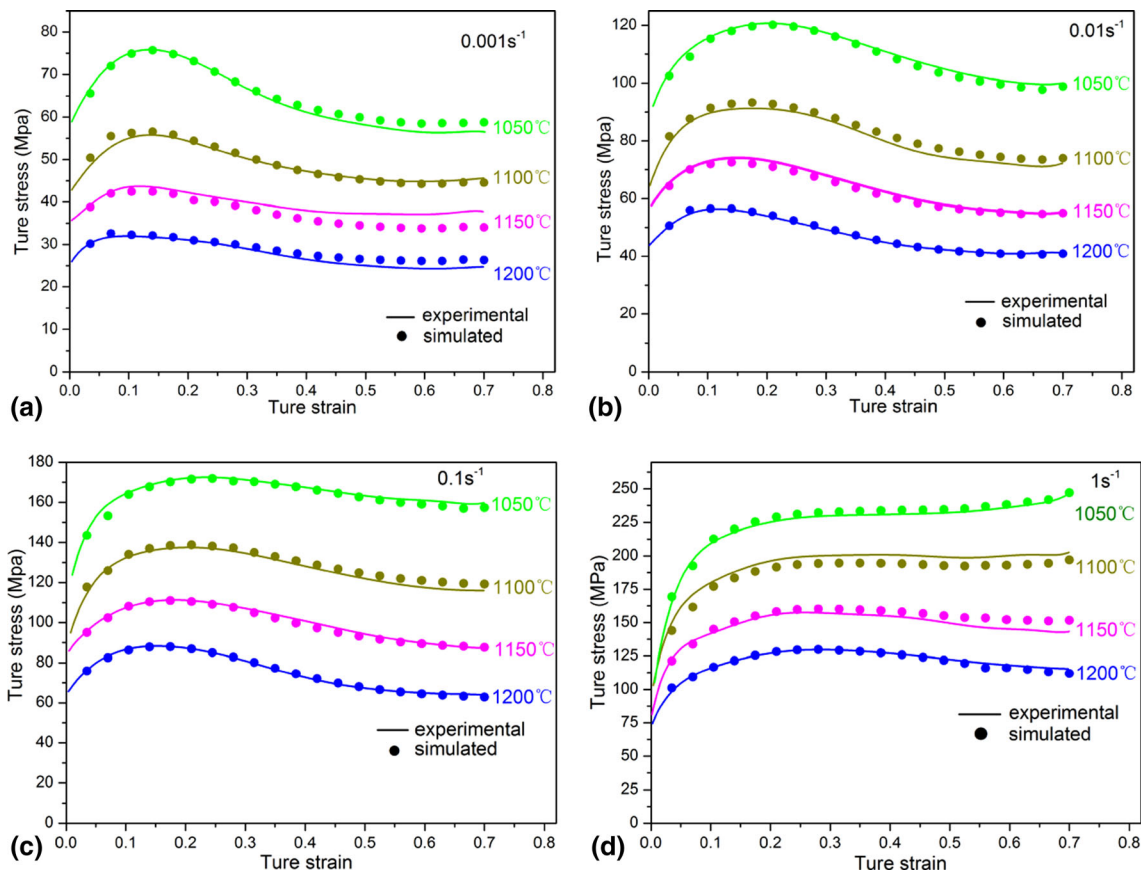 80
70
60
50
40
30
20
10
0
Ture stress (Mpa)
0.001s⁻¹
1050℃
1100℃
1150℃
1200℃
experimental
simulated
0.0 0.1 0.2 0.3 0.4 0.5 0.6 0.7 0.8
Ture strain
(a)
120
100
80
60
40
20
0
Ture stress (Mpa)
0.01s⁻¹
1050℃
1100℃
1150℃
1200℃
experimental
simulated
0.0 0.1 0.2 0.3 0.4 0.5 0.6 0.7 0.8
Ture strain
(b)
180
160
140
120
100
80
60
40
20
0
Ture stress (Mpa)
0.1s⁻¹
1050℃
1100℃
1150℃
1200℃
experimental
simulated
0.0 0.1 0.2 0.3 0.4 0.5 0.6 0.7 0.8
Ture strain
(c)
250
225
200
175
150
125
100
75
50
25
0
Ture stress (MPa)
1s⁻¹
1050℃
1100℃
1150℃
1200℃
experimental
simulated
0.0 0.1 0.2 0.3 0.4 0.5 0.6 0.7 0.8
Ture strain
(d)